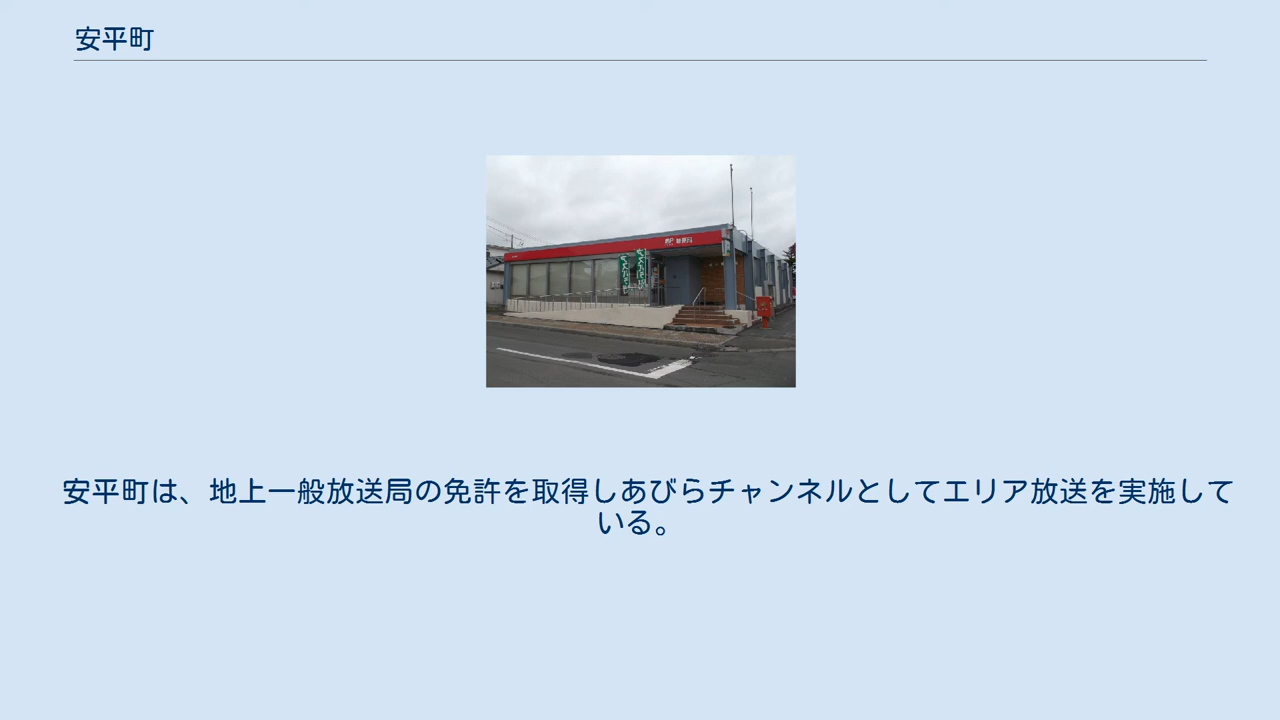 安平町
安平町は、地上一般放送局の免許を取得しあびらチャンネルとしてエリア放送を実施して
いる。